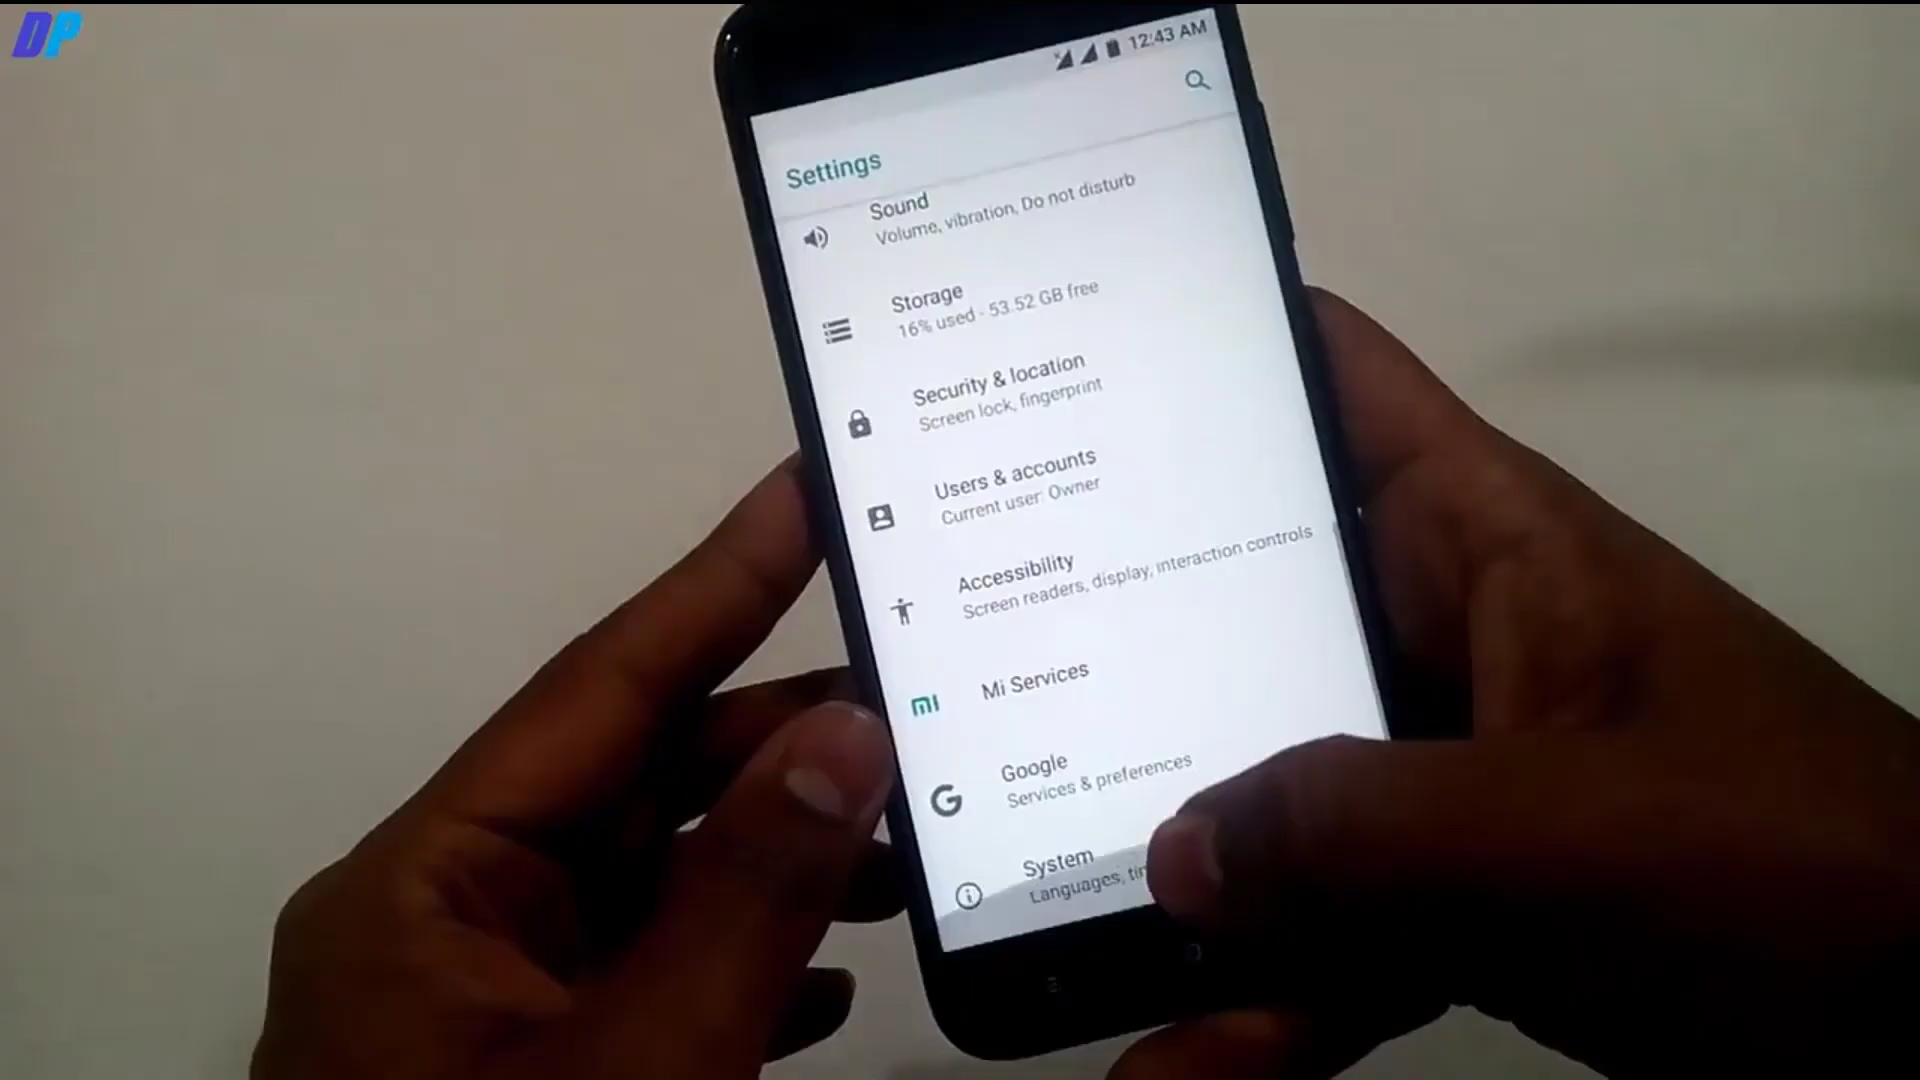 DP
12:43 AM
Settings
Sound
Volume, vibration, Do not disturb
Storage
16% used - 53.52 GB free
Security & location
Screen lock, fingerprint
Users & accounts
Current user: Owner
Accessibility
Screen readers, display, interaction controls
MI Mi Services
G Google
Services & preferences
System
Languages,